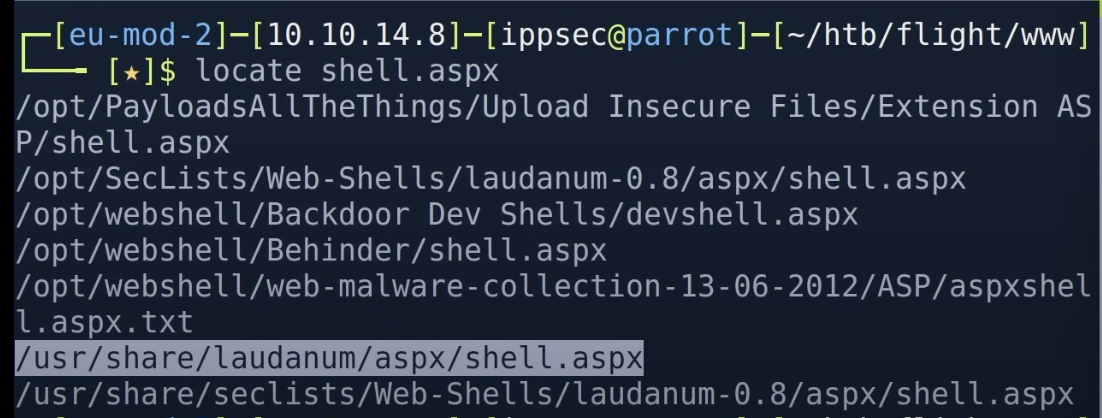 ┌─[eu-mod-2]─[10.10.14.8]─[ippsec@parrot]─[~/htb/flight/www]
└──╼ [★]$ locate shell.aspx
/opt/PayloadsAllTheThings/Upload Insecure Files/Extension AS
P/shell.aspx
/opt/SecLists/Web-Shells/laudanum-0.8/aspx/shell.aspx
/opt/webshell/Backdoor Dev Shells/devshell.aspx
/opt/webshell/Behinder/shell.aspx
/opt/webshell/web-malware-collection-13-06-2012/ASP/aspxshel
l.aspx.txt
/usr/share/laudanum/aspx/shell.aspx
/usr/share/seclists/Web-Shells/laudanum-0.8/aspx/shell.aspx